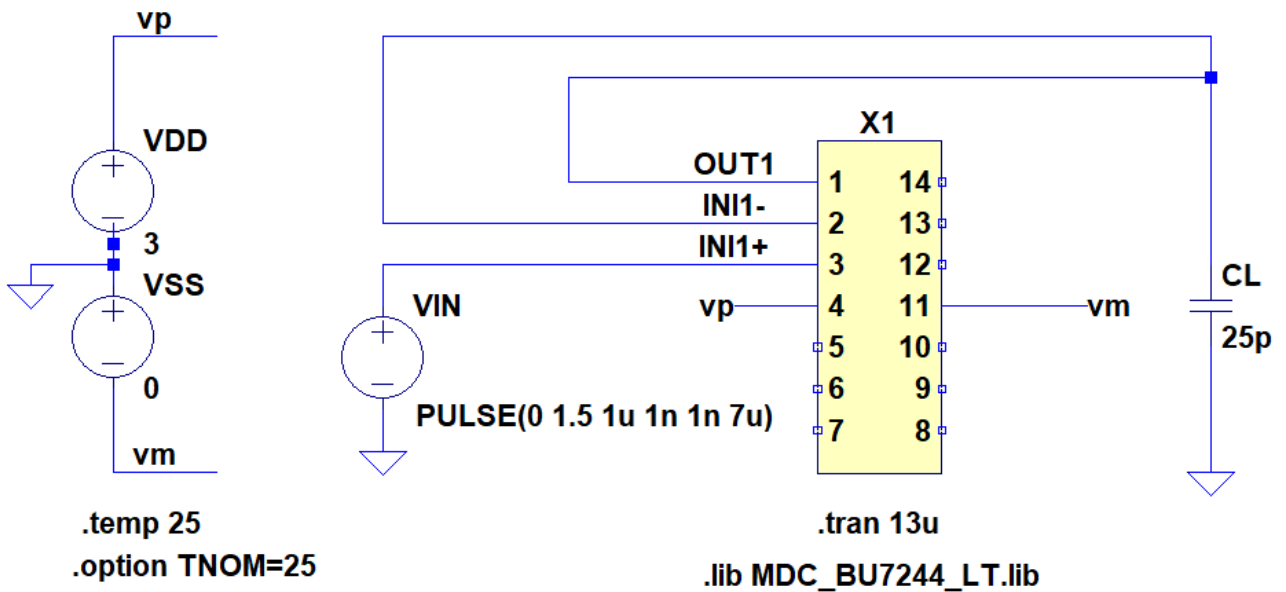 vp
VDD
3
VSS
0
vm
.temp 25
.option TNOM=25
VIN
PULSE(0 1.5 1u 1n 1n 7u)
X1
OUT1
INI1-
INI1+
vp
1 14
2 13
3 12
4 11
5 10
6 9
7 8
vm
CL
25p
.tran 13u
.lib MDC_BU7244_LT.lib